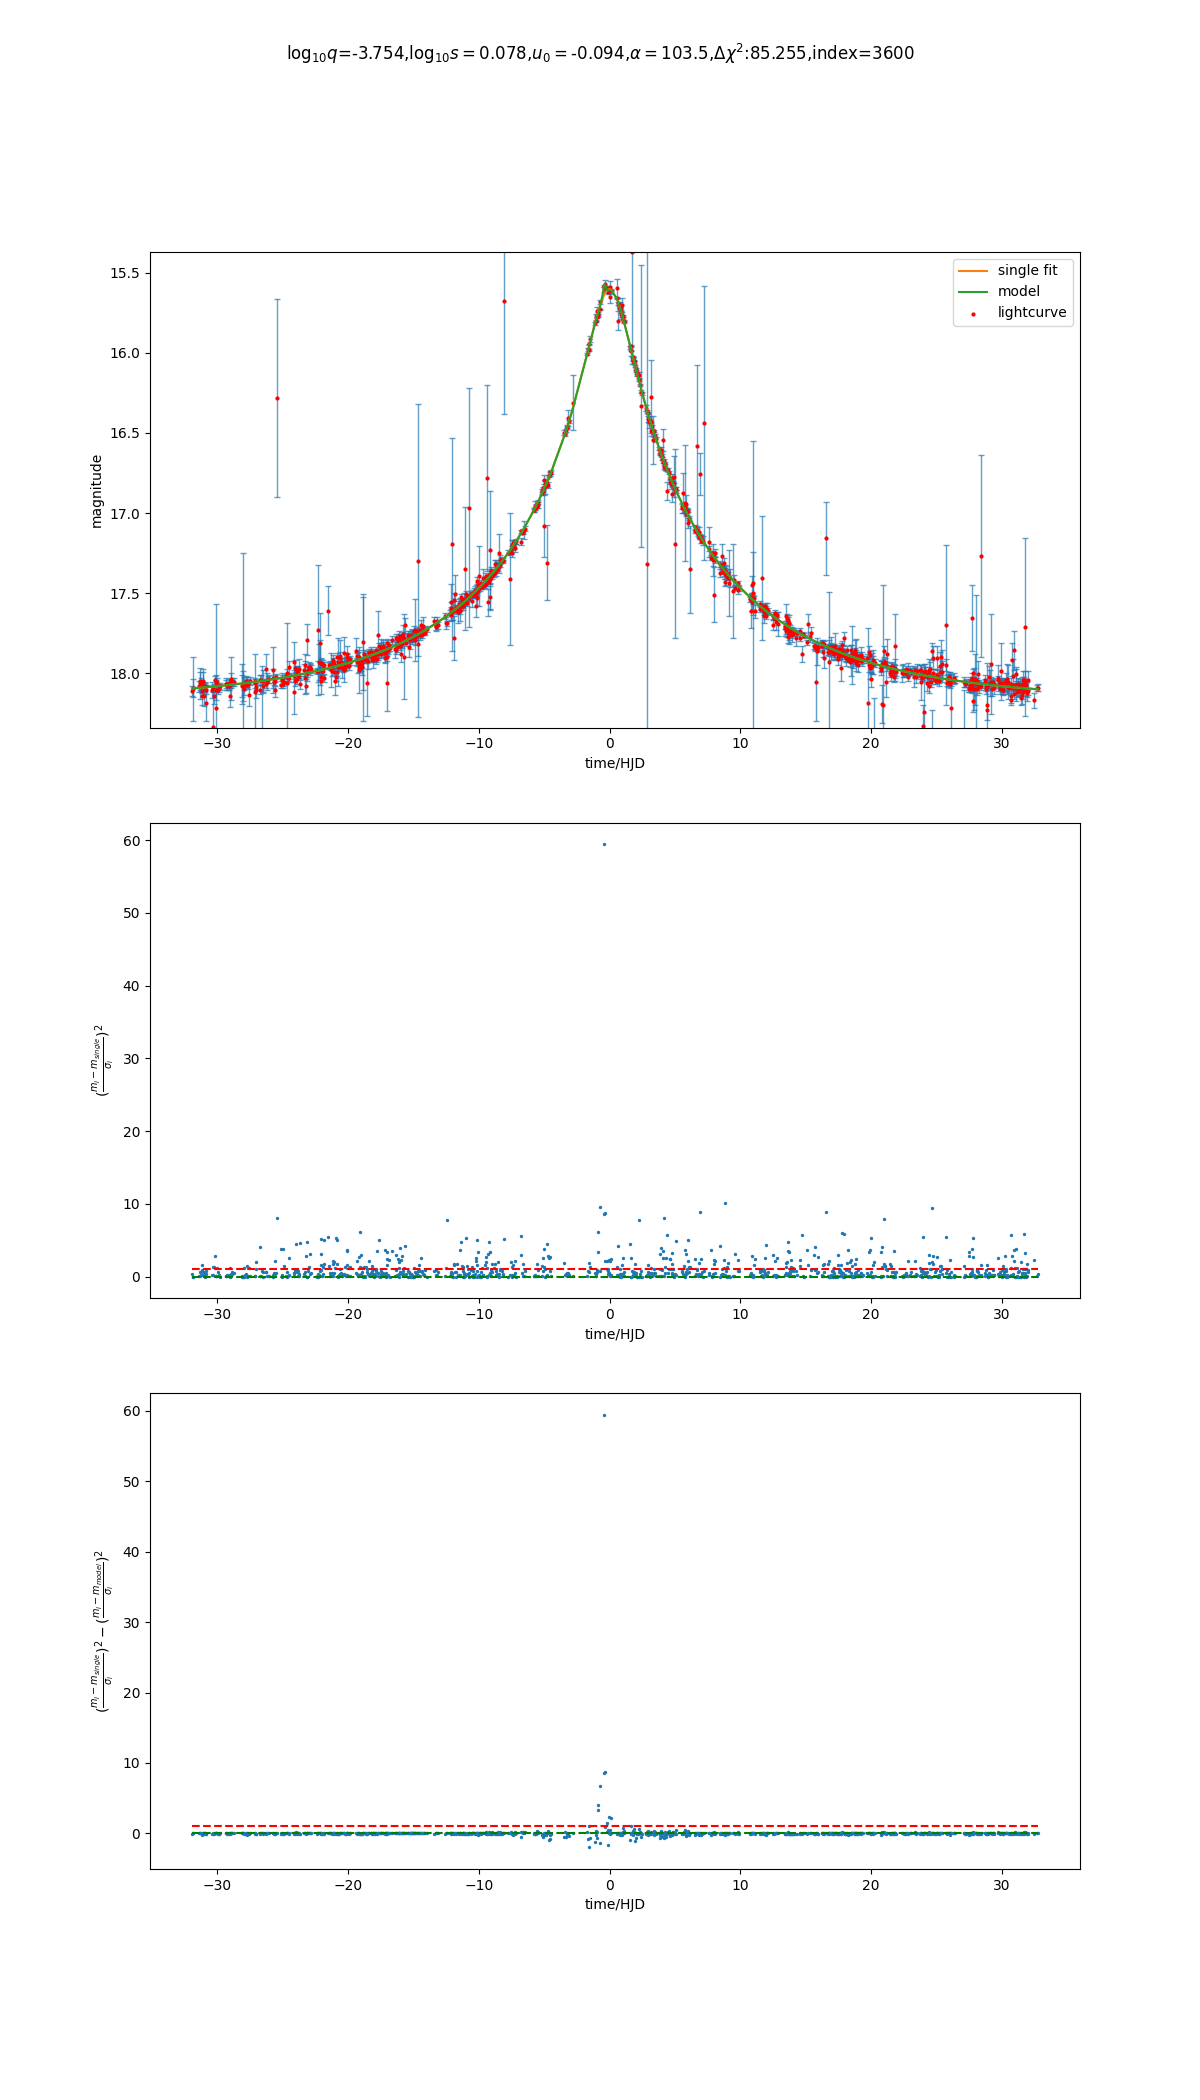 log₁₀q=-3.754,log₁₀s = 0.078,u₀ = -0.094,α = 103.5,Δχ²:85.255,index=3600
15.5
16.0
16.5
17.0
17.5
18.0
magnitude
single fit
model
lightcurve
−30 −20 −10 0 10 20 30
time/HJD
60
50
40
30
20
10
0
((mᵢ − m_single)/σᵢ)²
−30 −20 −10 0 10 20 30
time/HJD
60
50
40
30
20
10
0
((mᵢ − m_single)/σᵢ)² − ((mᵢ − m_model)/σᵢ)²
−30 −20 −10 0 10 20 30
time/HJD